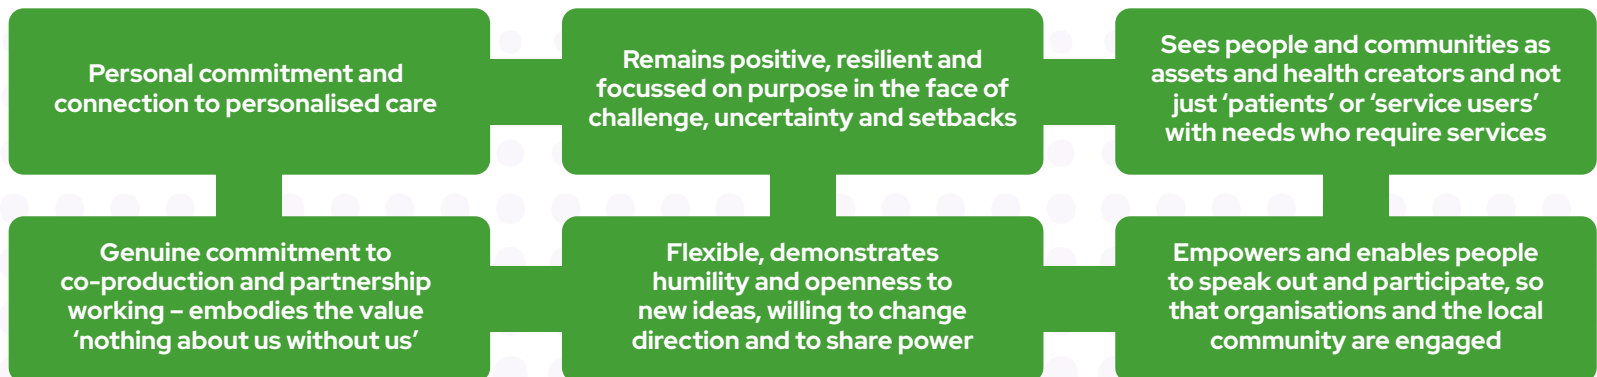 Personal commitment and
connection to personalised care
Remains positive, resilient and
focussed on purpose in the face of
challenge, uncertainty and setbacks
Sees people and communities as
assets and health creators and not
just ‘patients’ or ‘service users’
with needs who require services
Genuine commitment to
co-production and partnership
working – embodies the value
‘nothing about us without us’
Flexible, demonstrates
humility and openness to
new ideas, willing to change
direction and to share power
Empowers and enables people
to speak out and participate, so
that organisations and the local
community are engaged